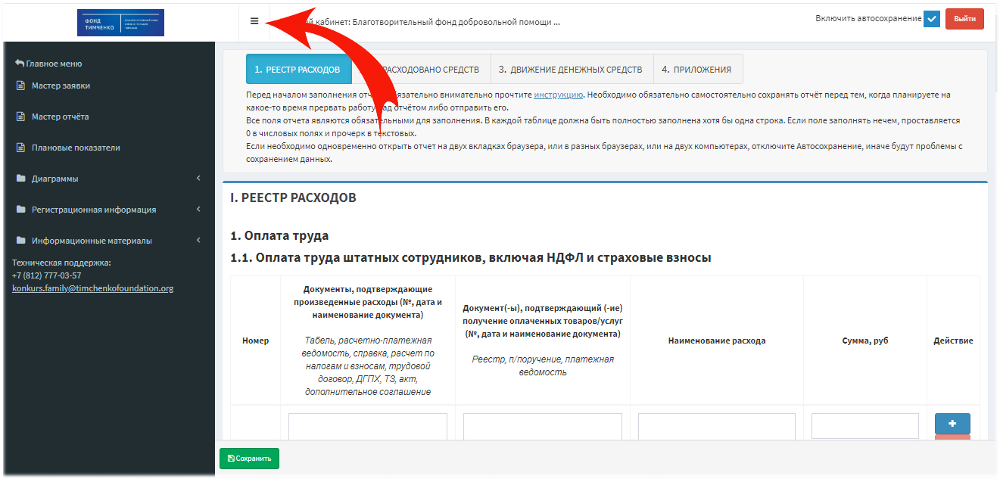 ФОНД
ТИМЧЕНКО
й кабинет: Благотворительный фонд добровольной помощи ...
Включить автосохранение
Выйти
Главное меню
Мастер заявки
Мастер отчёта
Плановые показатели
Диаграммы
Регистрационная информация
Информационные материалы
Техническая поддержка:
+7 (812) 777-03-57
konkurs.family@timchenkofoundation.org
1. РЕЕСТР РАСХОДОВ
РАСХОДОВАНО СРЕДСТВ
3. ДВИЖЕНИЕ ДЕНЕЖНЫХ СРЕДСТВ
4. ПРИЛОЖЕНИЯ
Перед началом заполнения отч бязательно внимательно прочтите инструкцию. Необходимо обязательно самостоятельно сохранять отчёт перед тем, когда планируете на
какое-то время прервать работу ад отчётом либо отправить его.
Все поля отчета являются обязательными для заполнения. В каждой таблице должна быть полностью заполнена хотя бы одна строка. Если поле заполнять нечем, проставляется
0 в числовых полях и прочерк в текстовых.
Если необходимо одновременно открыть отчет на двух вкладках браузера, или в разных браузерах, или на двух компьютерах, отключите Автосохранение, иначе будут проблемы с
сохранением данных.
I. РЕЕСТР РАСХОДОВ
1. Оплата труда
1.1. Оплата труда штатных сотрудников, включая НДФЛ и страховые взносы
Номер
Документы, подтверждающие
произведенные расходы (№, дата и
наименование документа)
Табель, расчетно-платежная
ведомость, справка, расчет по
налогам и взносам, трудовой
договор, ДГПХ, ТЗ, акт,
дополнительное соглашение
Документ(-ы), подтверждающий (-ие)
получение оплаченных товаров/услуг
(№, дата и наименование документа)
Реестр, п/поручение, платежная
ведомость
Наименование расхода
Сумма, руб
Действие
Сохранить